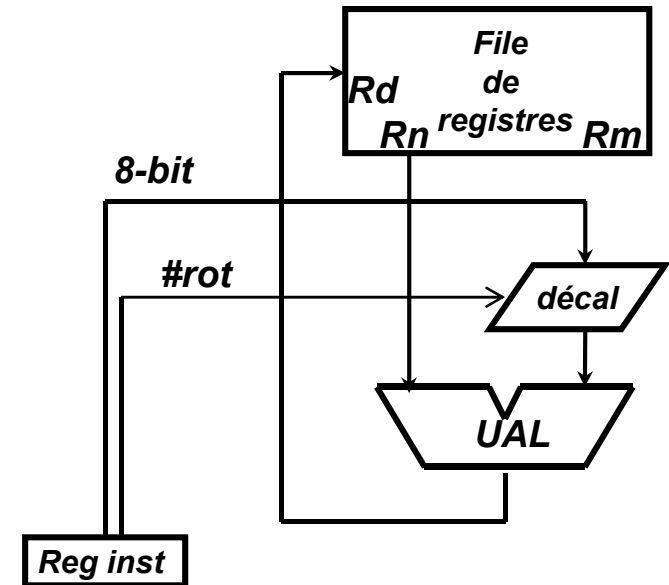 File
de
registres
Rd
Rn
Rm
8-bit
#rot
décal
UAL
Reg inst